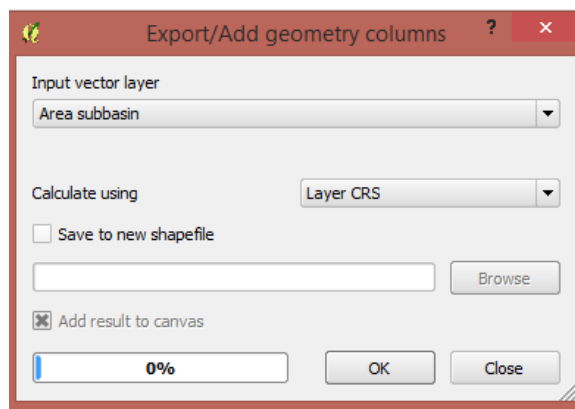 Export/Add geometry columns ? ×
Input vector layer
Area subbasin
Calculate using Layer CRS
Save to new shapefile
Browse
Add result to canvas
0% OK Close